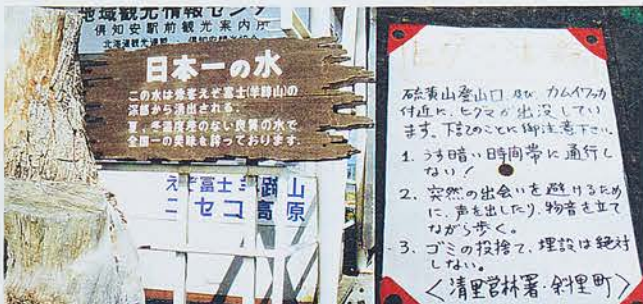 地域観光情報センタ
倶知安駅前観光案内所
日本一の水
この水は秀峯えぞ富士(羊蹄山)の
深部から湧出される。
夏、冬温度差のない良質の水で
全国一の美味を誇っております。
えぞ富士羊蹄山
ニセコ高原
硫黄山登山口及び、カムイワッカ
付近に、ヒグマが出没してい
ます。下記のことに御注意下さい。
1. うす暗い時間帯に通行し
ない!
2. 突然の出会いを避けるため
に、声を出したり、物音を立て
ながら歩く。
3. ゴミの投捨て、埋設は絶対
しない。
<清里営林署・斜里町>